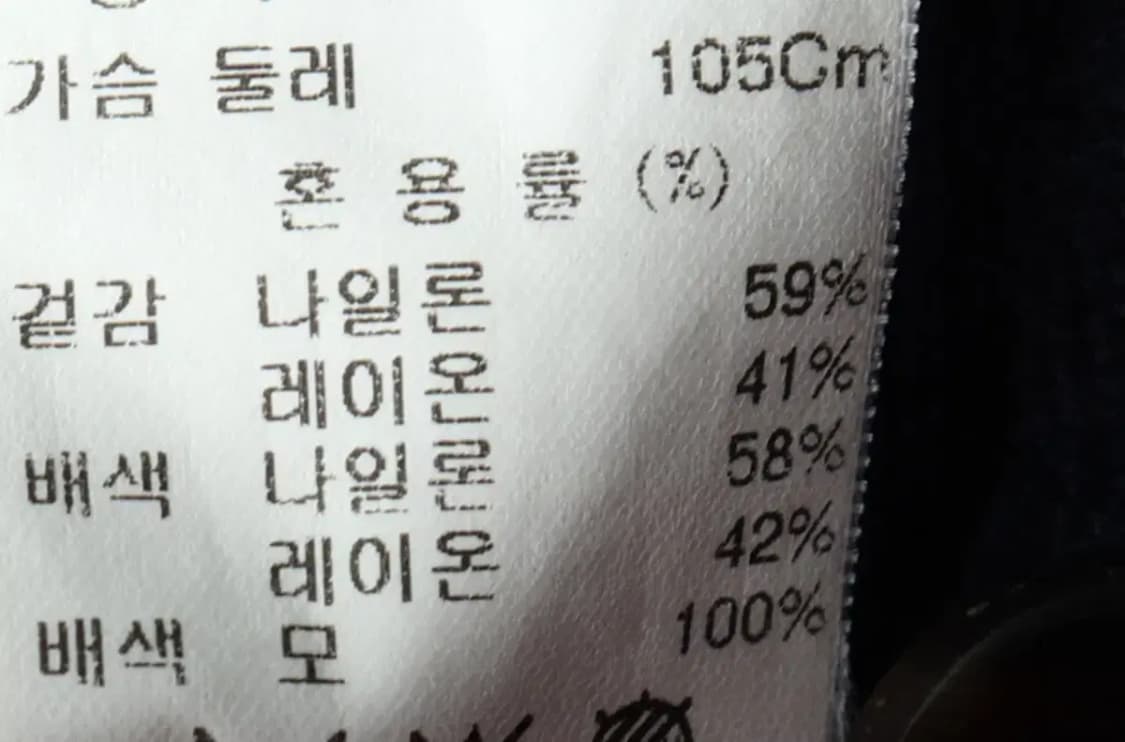 가슴 둘레 105Cm
혼 용 률 (%)
겉감 나일론 59%
레이온 41%
배색 나일론 58%
레이온 42%
배색 모 100%